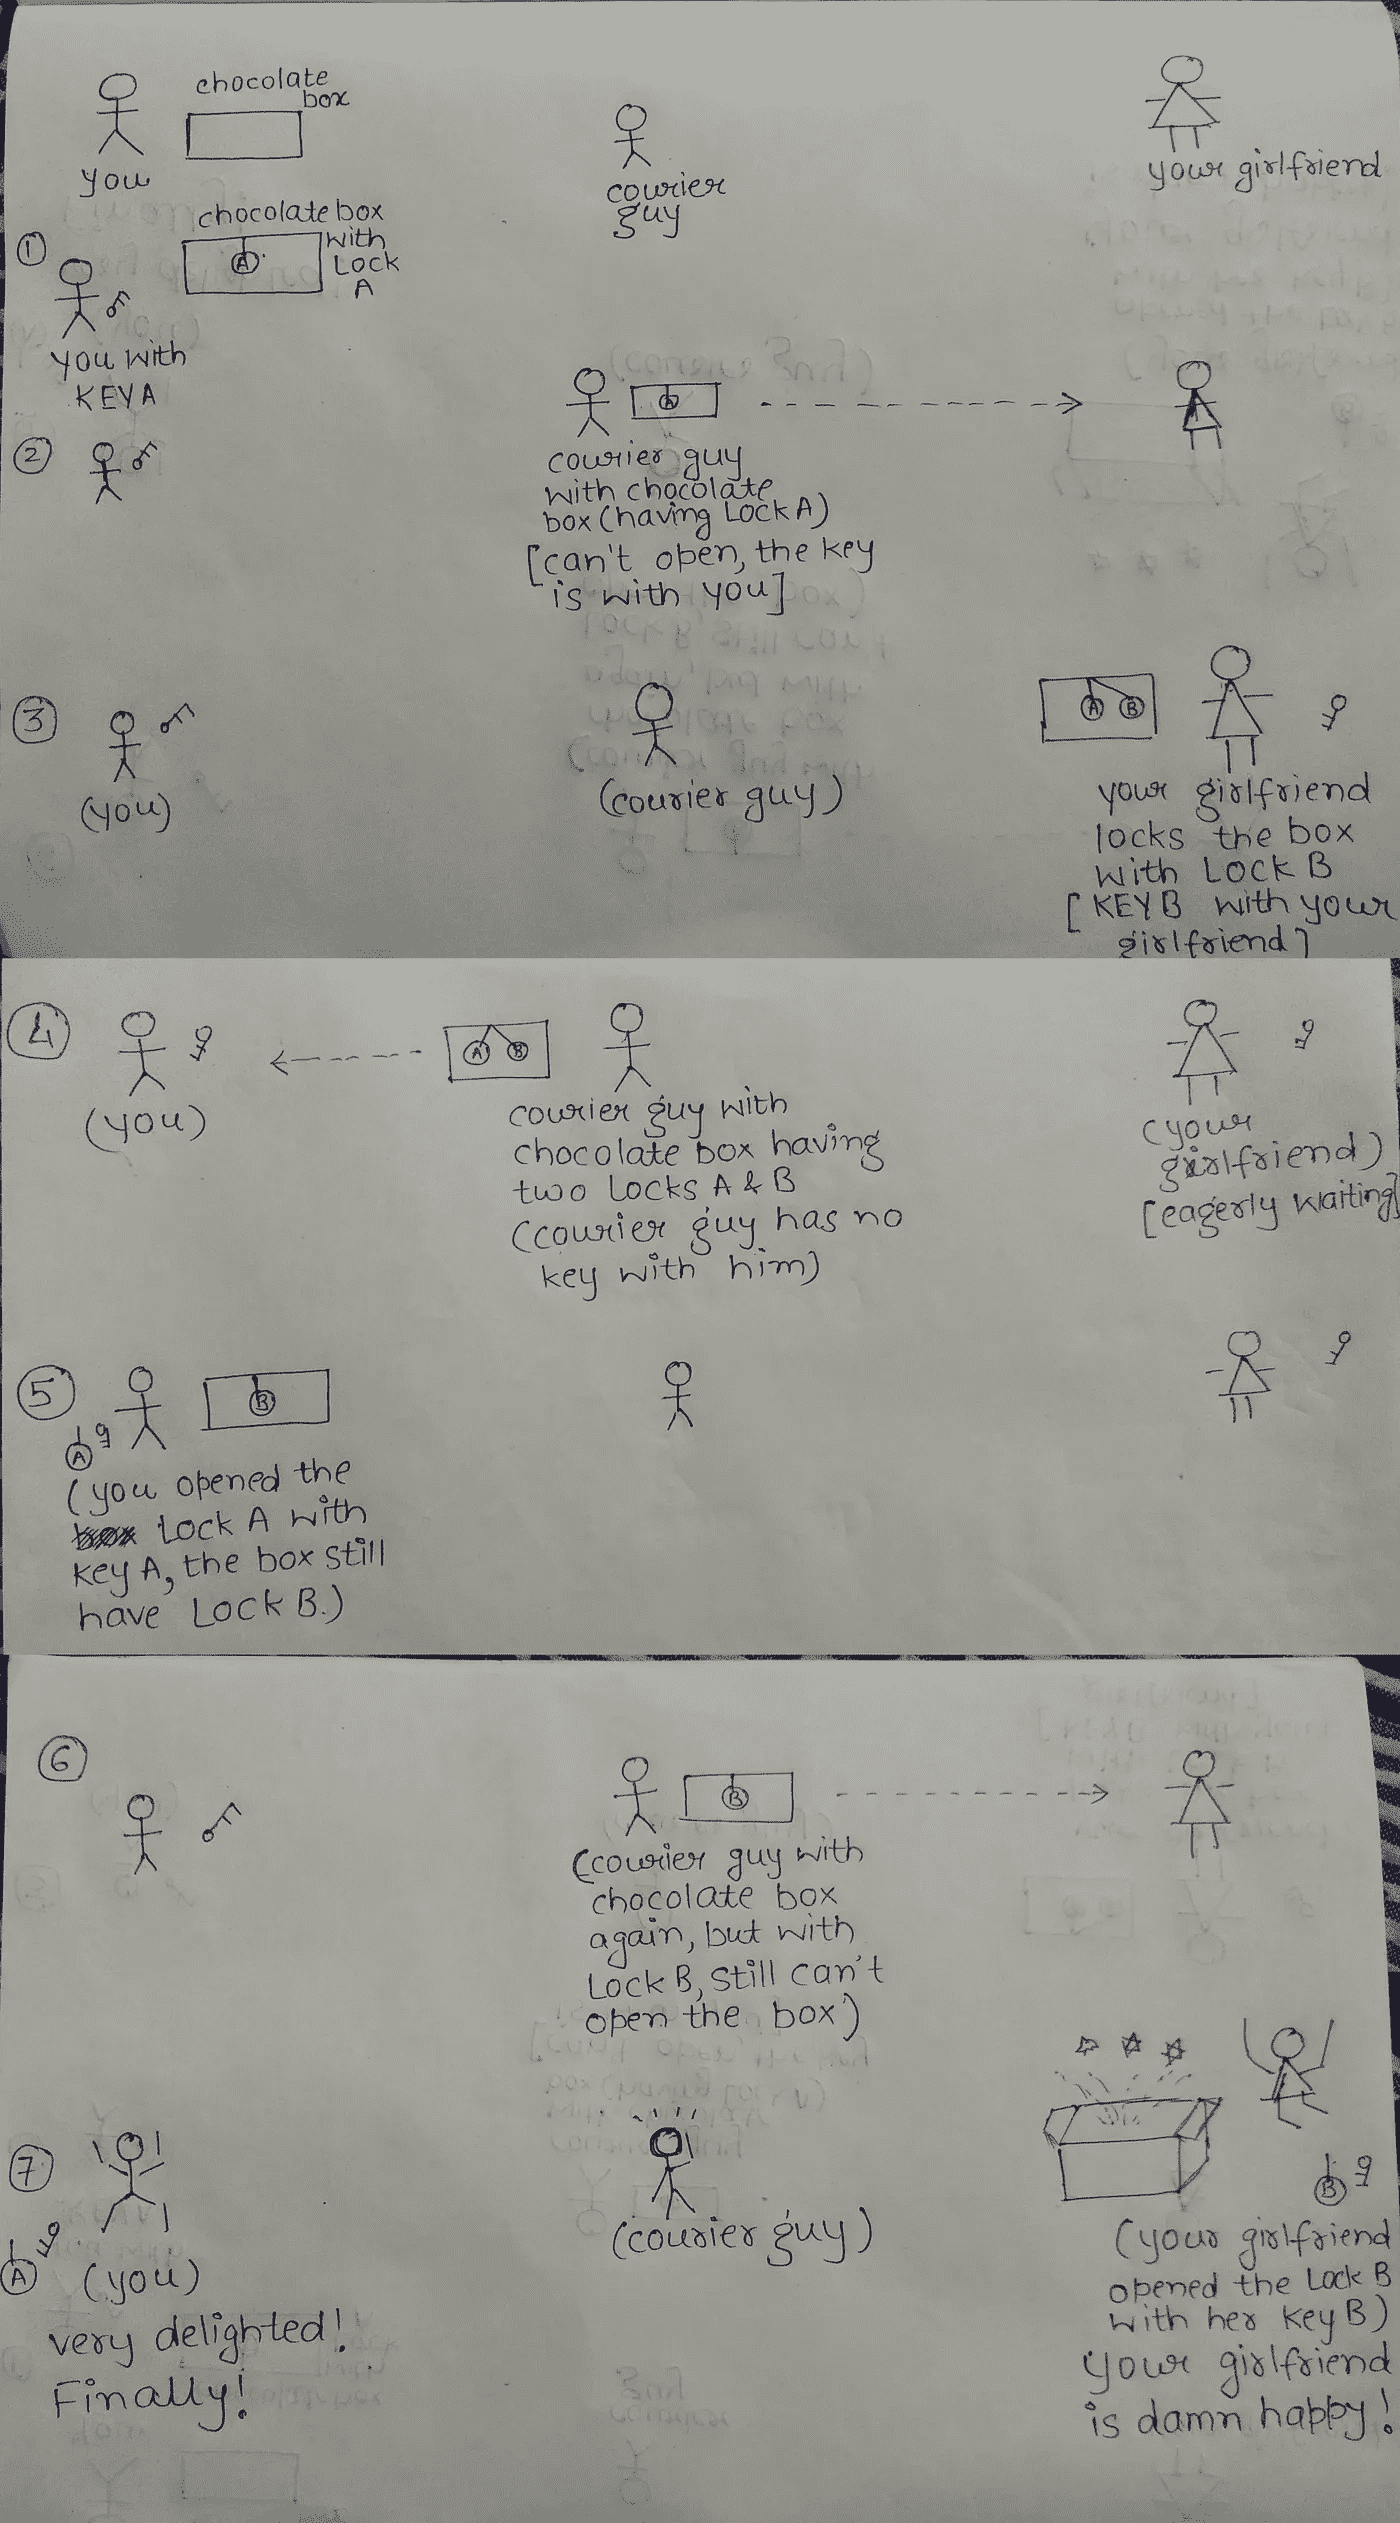 chocolate
box
you
courier
guy
your girlfriend
1
chocolate box
with
Lock
A
A
you with
KEY A
2
A
courier guy
with chocolate
box (having Lock A)
[can't open, the key
is with you]
3
(you)
(courier guy)
A B
your girlfriend
locks the box
with Lock B
[KEY B with your
girlfriend]
4
(you)
A B
courier guy with
chocolate box having
two Locks A & B
(courier guy has no
key with him)
(your
girlfriend)
[eagerly waiting]
5
A
B
(you opened the
box Lock A with
key A, the box still
have Lock B.)
6
B
(courier guy with
chocolate box
again, but with
Lock B, still can't
open the box)
7
A
(you)
very delighted!
Finally!
(courier guy)
B
(your girlfriend
opened the Lock B
with her key B)
your girlfriend
is damn happy!